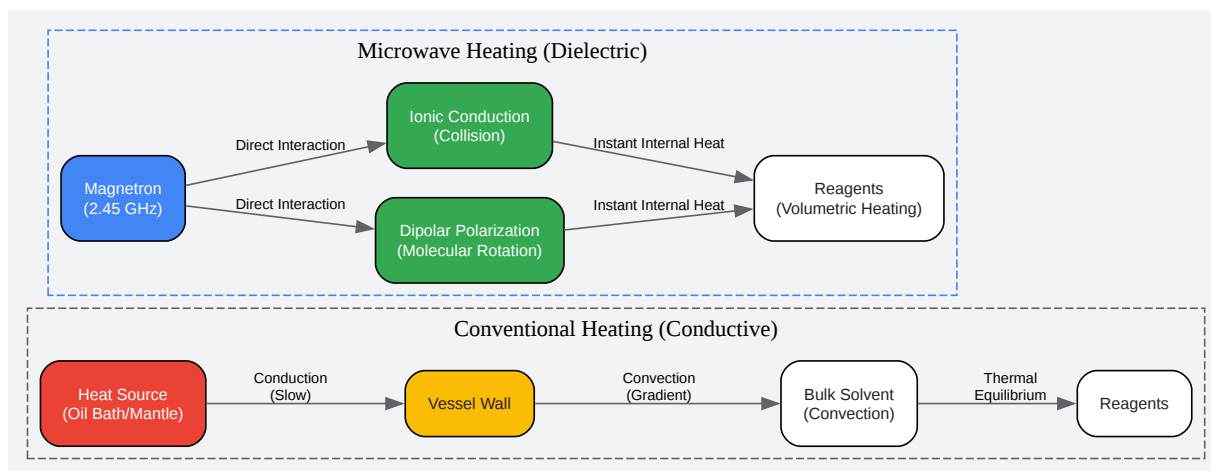 Microwave Heating (Dielectric)
Magnetron
(2.45 GHz)
Direct Interaction
Direct Interaction
Ionic Conduction
(Collision)
Dipolar Polarization
(Molecular Rotation)
Instant Internal Heat
Instant Internal Heat
Reagents
(Volumetric Heating)
Conventional Heating (Conductive)
Heat Source
(Oil Bath/Mantle)
Conduction
(Slow)
Vessel Wall
Convection
(Gradient)
Bulk Solvent
(Convection)
Thermal
Equilibrium
Reagents